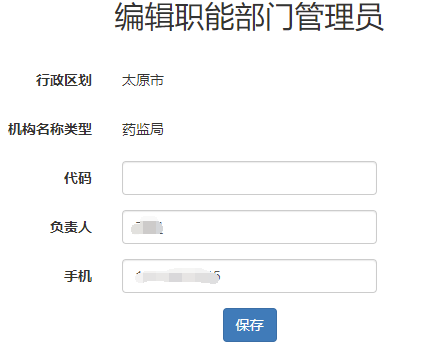 编辑职能部门管理员
行政区划 太原市
机构名称类型 药监局
代码
负责人
手机
保存